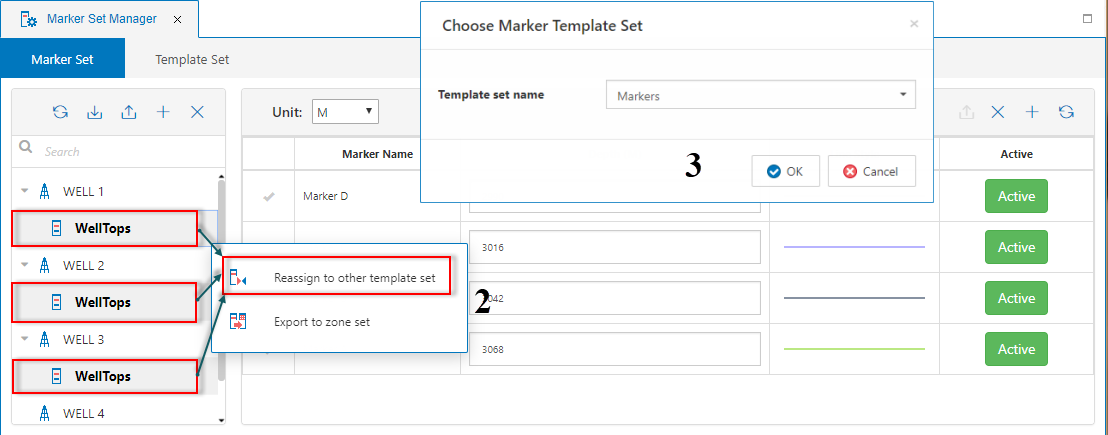 Marker Set Manager
Marker Set
Template Set
Choose Marker Template Set
Template set name
Markers
3
OK
Cancel
Unit:
M
Search
WELL 1
WellTops
WELL 2
WellTops
WELL 3
WellTops
WELL 4
Marker Name
Active
Marker D
Active
3016
Active
Reassign to other template set
2
042
Active
Export to zone set
3068
Active